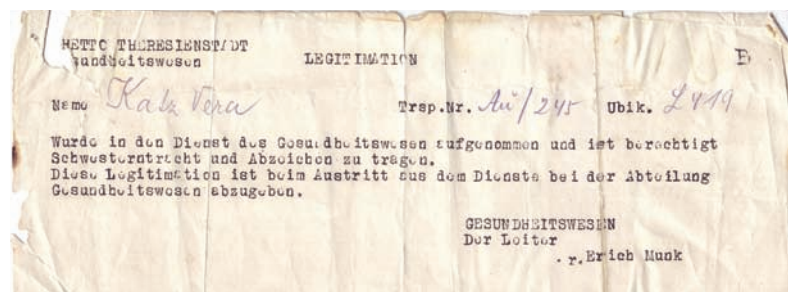 HETTO THERESIENSTADT
sundheitswesen LEGITIMATION B
Name Katz Vera Trsp.Nr. Au/245 Ubik. L419
Wurde in den Dienst des Gesundheitswesen aufgenommen und ist berechtigt
Schwesterntracht und Abzeichen zu tragen.
Diese Legitimation ist beim Austritt aus dem Dienste bei der Abteilung
Gesundheitswesen abzugeben.
GESUNDHEITSWESEN
Der Leiter
. r.Erich Munk